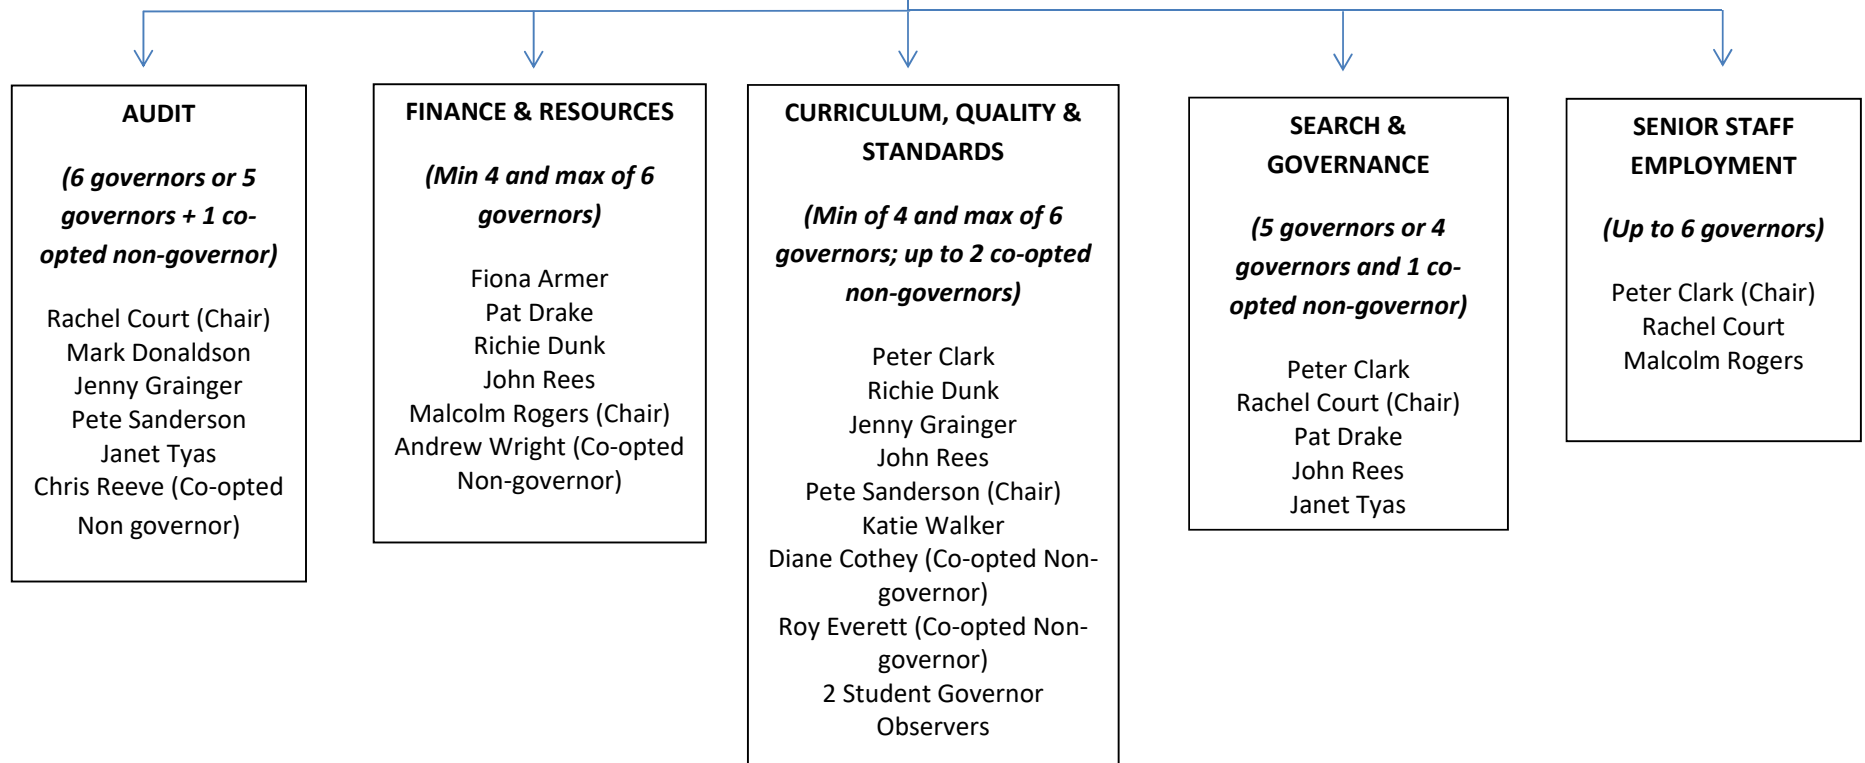 AUDIT
(6 governors or 5
governors + 1 co-
opted non-governor)
Rachel Court (Chair)
Mark Donaldson
Jenny Grainger
Pete Sanderson
Janet Tyas
Chris Reeve (Co-opted
Non governor)
FINANCE & RESOURCES
(Min 4 and max of 6
governors)
Fiona Armer
Pat Drake
Richie Dunk
John Rees
Malcolm Rogers (Chair)
Andrew Wright (Co-opted
Non-governor)
CURRICULUM, QUALITY &
STANDARDS
(Min of 4 and max of 6
governors; up to 2 co-opted
non-governors)
Peter Clark
Richie Dunk
Jenny Grainger
John Rees
Pete Sanderson (Chair)
Katie Walker
Diane Cothey (Co-opted Non-
governor)
Roy Everett (Co-opted Non-
governor)
2 Student Governor
Observers
SEARCH &
GOVERNANCE
(5 governors or 4
governors and 1 co-
opted non-governor)
Peter Clark
Rachel Court (Chair)
Pat Drake
John Rees
Janet Tyas
SENIOR STAFF
EMPLOYMENT
(Up to 6 governors)
Peter Clark (Chair)
Rachel Court
Malcolm Rogers